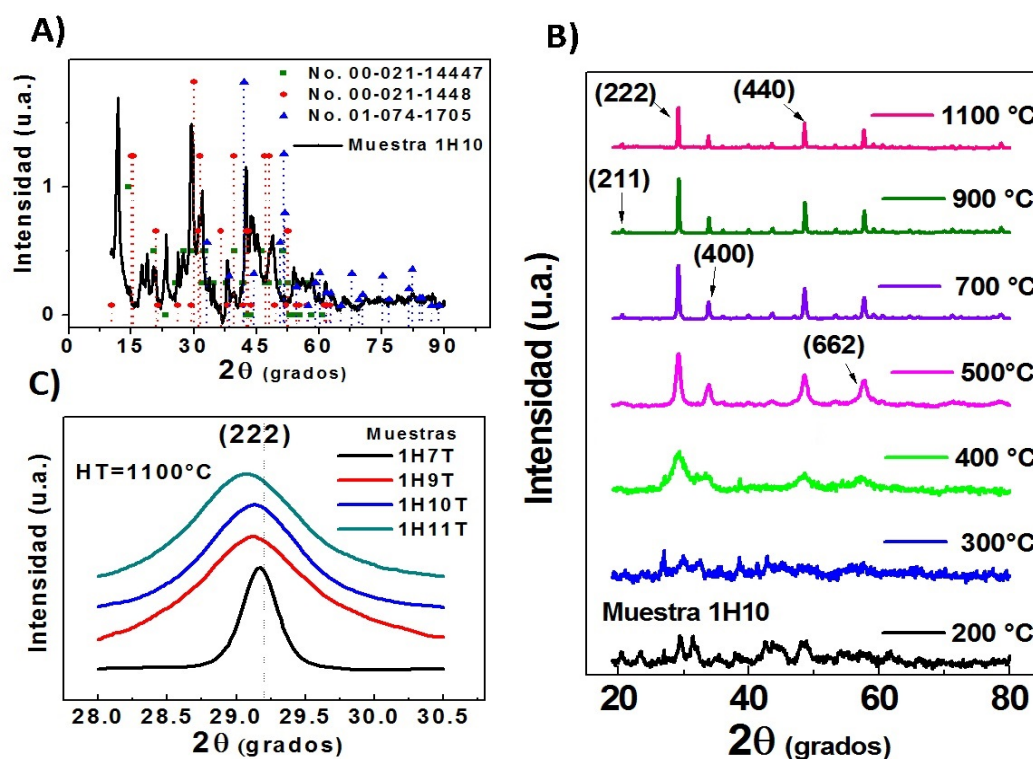 A)
Intensidad (u.a.)
1
0
No. 00-021-14447
No. 00-021-1448
No. 01-074-1705
Muestra 1H10
0 15 30 45 60 75 90
2θ (grados)
B)
Intensidad (u.a.)
(222)
(440)
1100 °C
(211)
900 °C
(400)
700 °C
(662)
500°C
400 °C
300°C
Muestra 1H10
200 °C
20 40 60 80
2θ (grados)
C)
Intensidad (u.a.)
(222)
HT=1100°C
Muestras
1H7T
1H9T
1H10T
1H11T
28.0 28.5 29.0 29.5 30.0 30.5
2θ (grados)